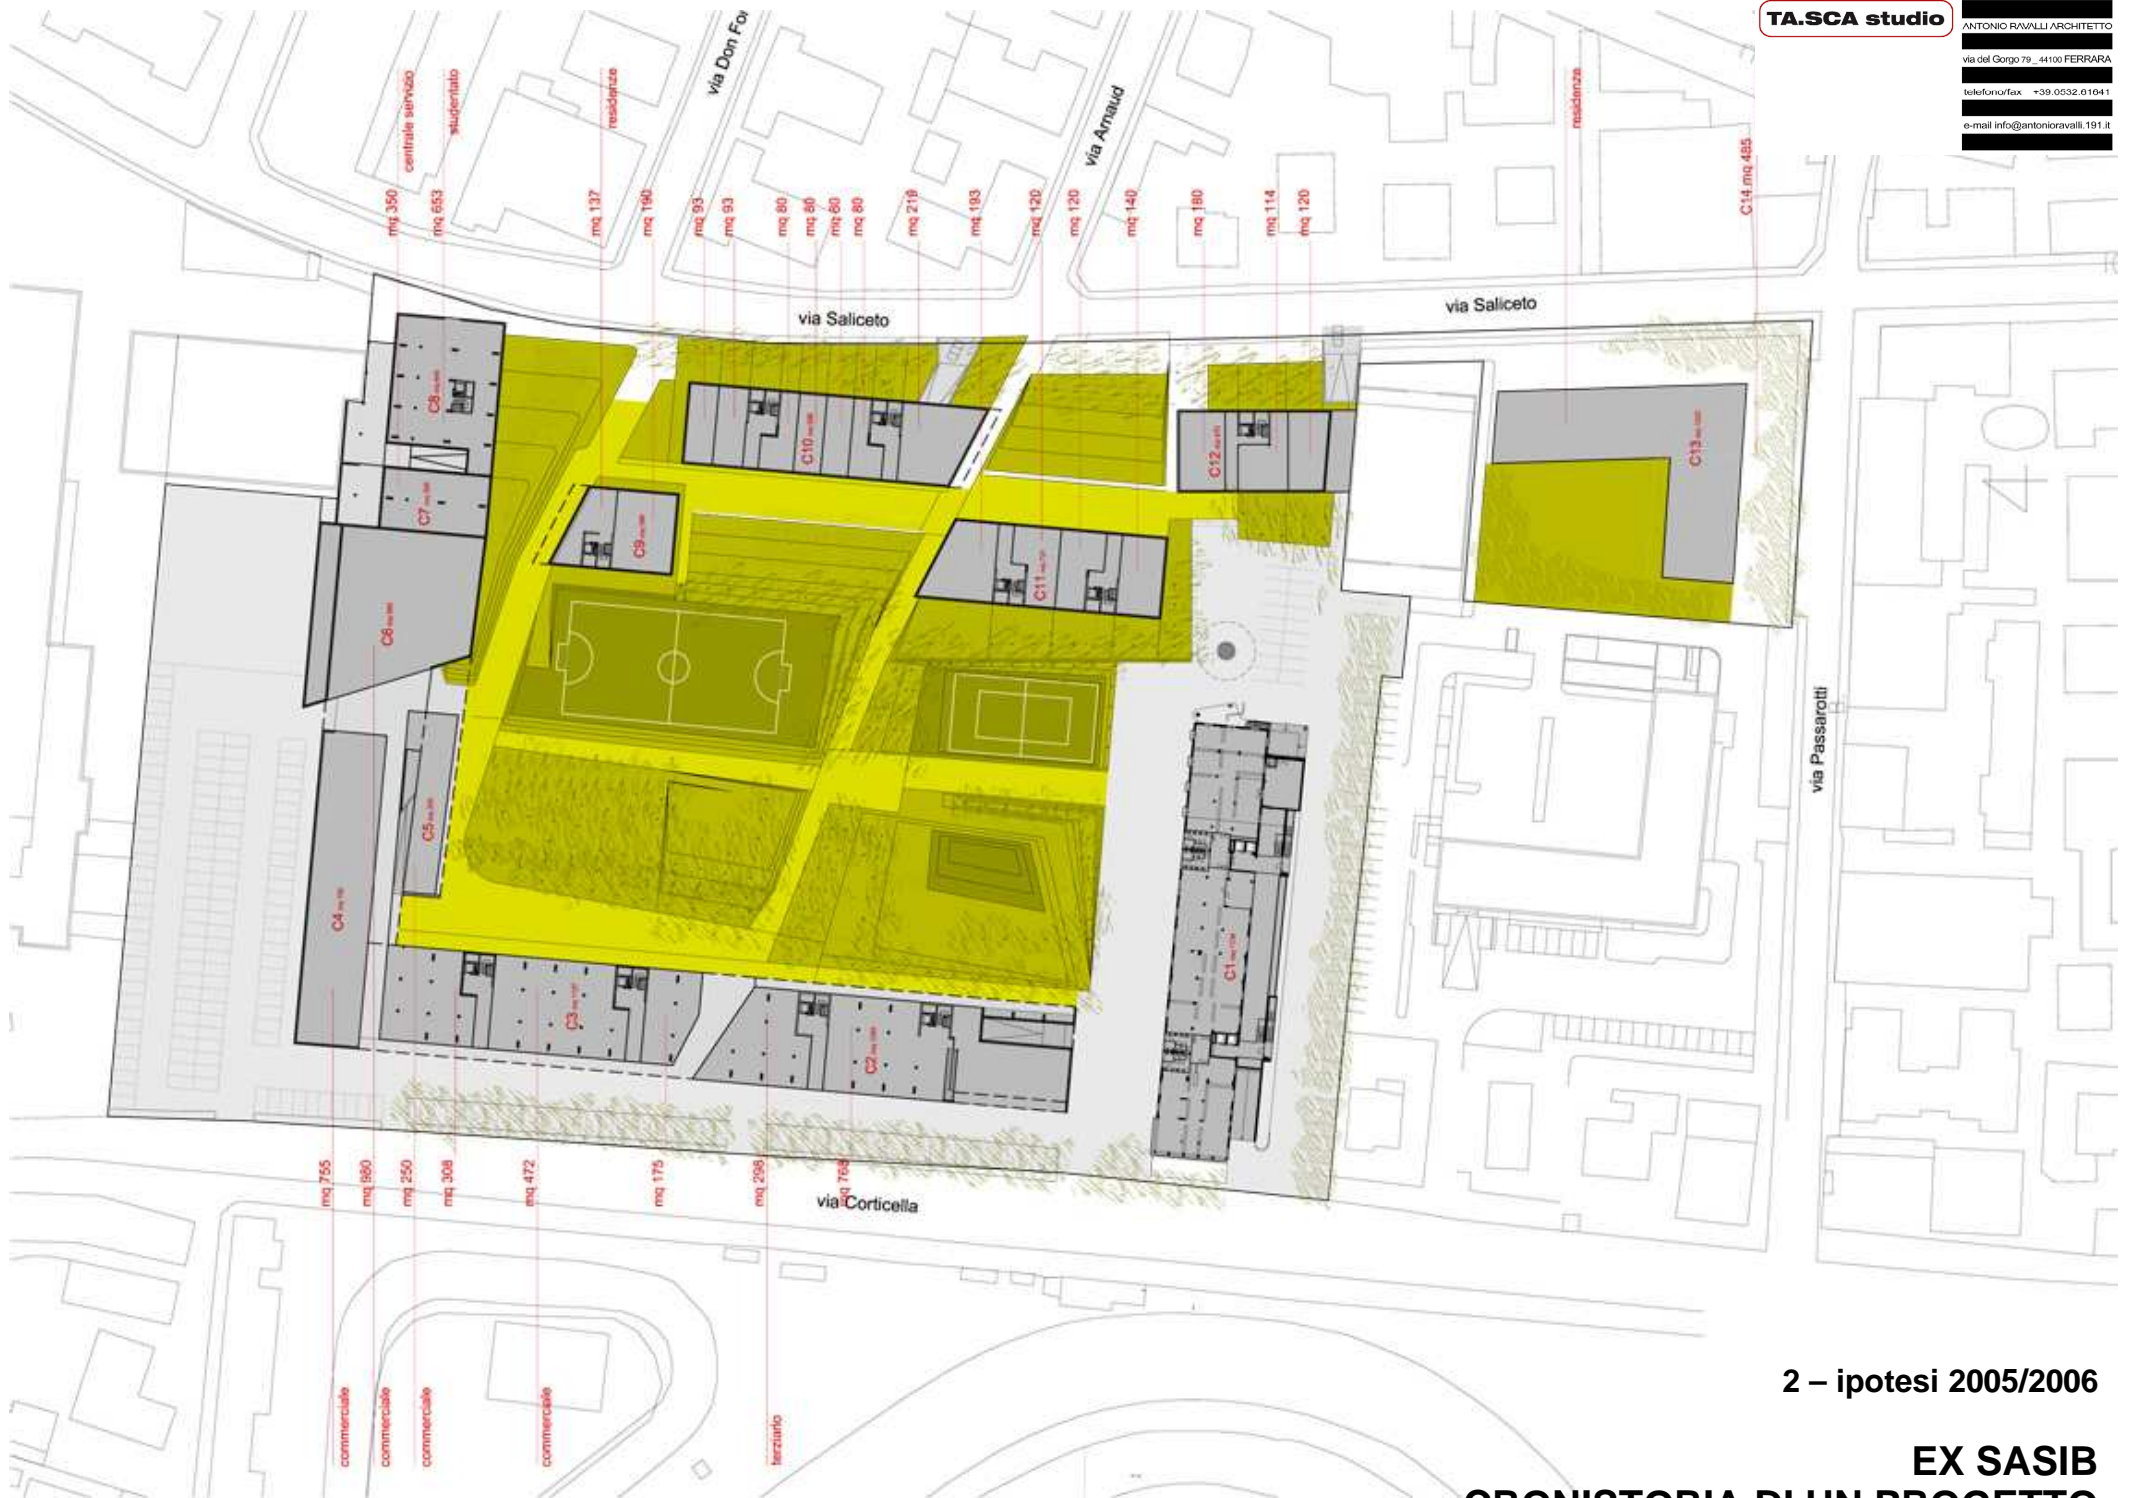 TA.SCA studio
ANTONIO RAVALLI ARCHITETTO
via del Gorgo 79 _ 44100 FERRARA
telefono/fax +39.0532.61641
e-mail info@antonioravalli.191.it
via Don
via Arnaud
centrale servizio
studentato
residenze
residenze
mq 350
mq 653
mq 137
mq 190
mq 93
mq 93
mq 80
mq 80
mq 60
mq 80
mq 219
mq 193
mq 120
mq 120
mq 140
mq 180
mq 114
mq 120
C14 mq 485
via Saliceto
via Saliceto
C8
C10
C12
C13
C7
C9
C11
C6
via Passarotti
C5
C4
C3
C2
C1
mq 755
mq 980
mq 250
mq 308
mq 472
mq 175
mq 298
mq 768
via Corticella
commerciale
commerciale
commerciale
commerciale
terziario
2 – ipotesi 2005/2006
EX SASIB
CRONISTORIA DI UN PROGETTO